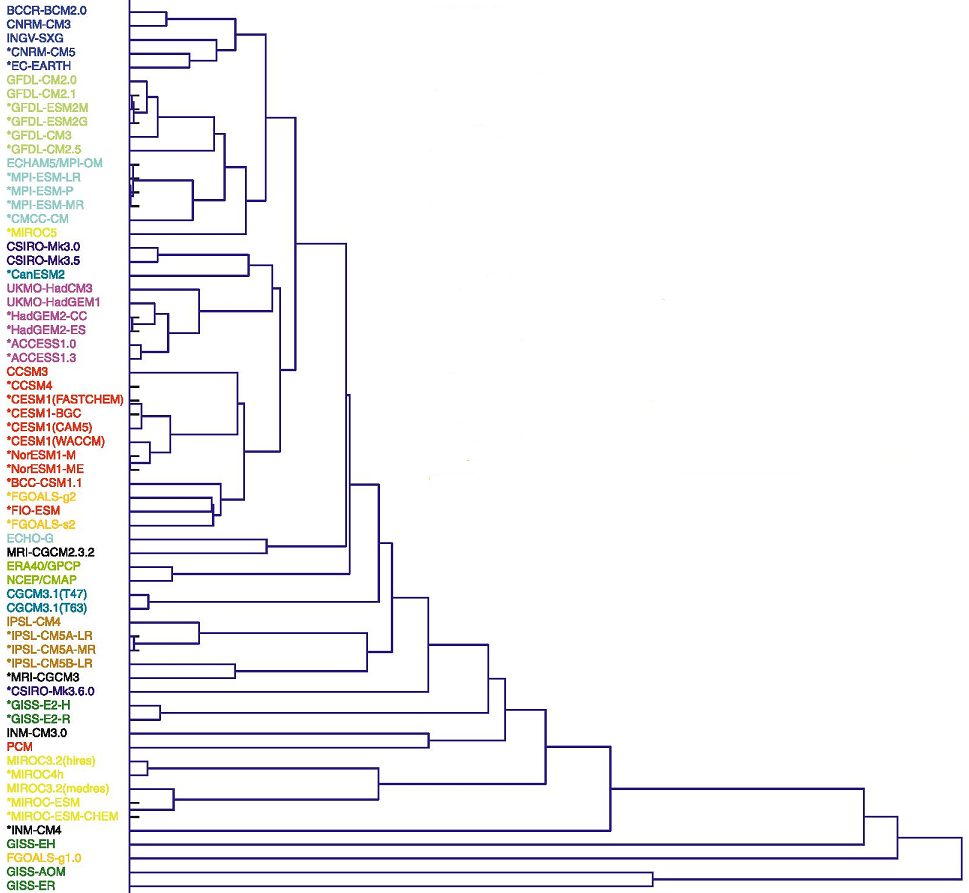 BCCR-BCM2.0
CNRM-CM3
INGV-SXG
*CNRM-CM5
*EC-EARTH
GFDL-CM2.0
GFDL-CM2.1
*GFDL-ESM2M
*GFDL-ESM2G
*GFDL-CM3
*GFDL-CM2.5
ECHAM5/MPI-OM
*MPI-ESM-LR
*MPI-ESM-P
*MPI-ESM-MR
*CMCC-CM
*MIROC5
CSIRO-Mk3.0
CSIRO-Mk3.5
*CanESM2
UKMO-HadCM3
UKMO-HadGEM1
*HadGEM2-CC
*HadGEM2-ES
*ACCESS1.0
*ACCESS1.3
CCSM3
*CCSM4
*CESM1(FASTCHEM)
*CESM1-BGC
*CESM1(CAM5)
*CESM1(WACCM)
*NorESM1-M
*NorESM1-ME
*BCC-CSM1.1
*FGOALS-g2
*FIO-ESM
*FGOALS-s2
ECHO-G
MRI-CGCM2.3.2
ERA40/GPCP
NCEP/CMAP
CGCM3.1(T47)
CGCM3.1(T63)
IPSL-CM4
*IPSL-CM5A-LR
*IPSL-CM5A-MR
*IPSL-CM5B-LR
*MRI-CGCM3
*CSIRO-Mk3.6.0
*GISS-E2-H
*GISS-E2-R
INM-CM3.0
PCM
MIROC3.2(hires)
*MIROC4h
MIROC3.2(medres)
*MIROC-ESM
*MIROC-ESM-CHEM
*INM-CM4
GISS-EH
FGOALS-g1.0
GISS-AOM
GISS-ER